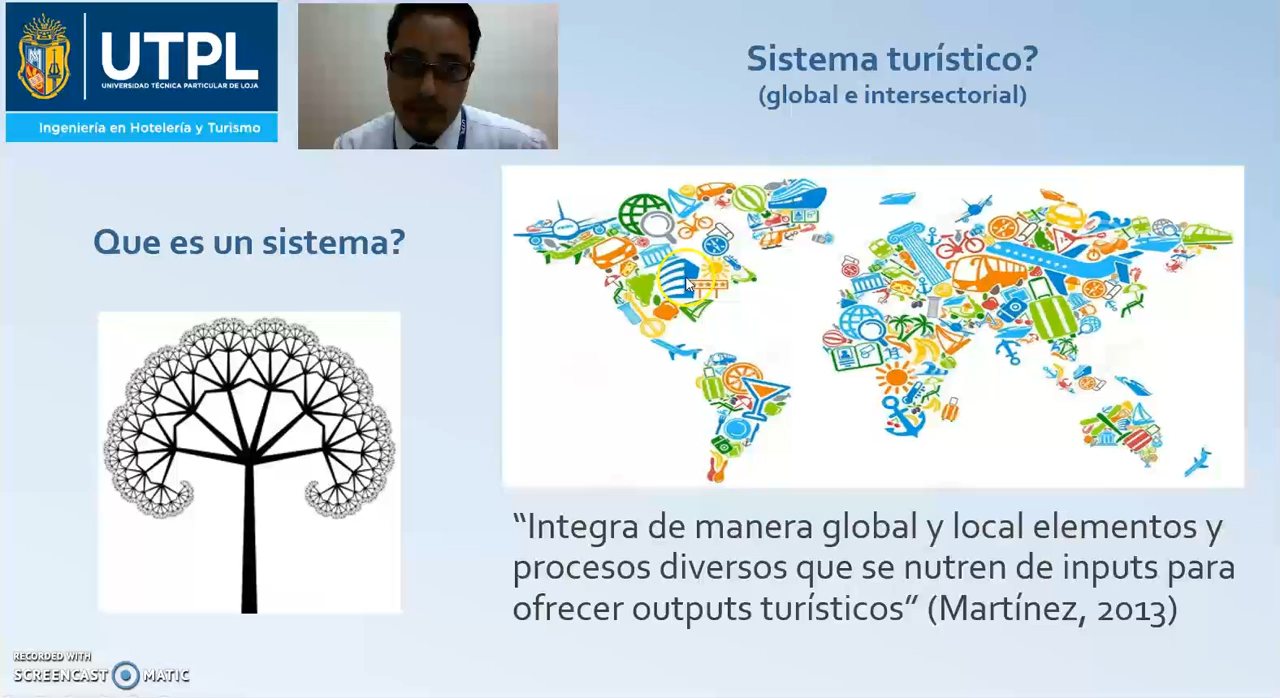 UTPL
UNIVERSIDAD TÉCNICA PARTICULAR DE LOJA
Ingeniería en Hotelería y Turismo
Sistema turístico?
(global e intersectorial)
Que es un sistema?
“Integra de manera global y local elementos y
procesos diversos que se nutren de inputs para
ofrecer outputs turísticos” (Martínez, 2013)
RECORDED WITH
SCREENCAST MATIC